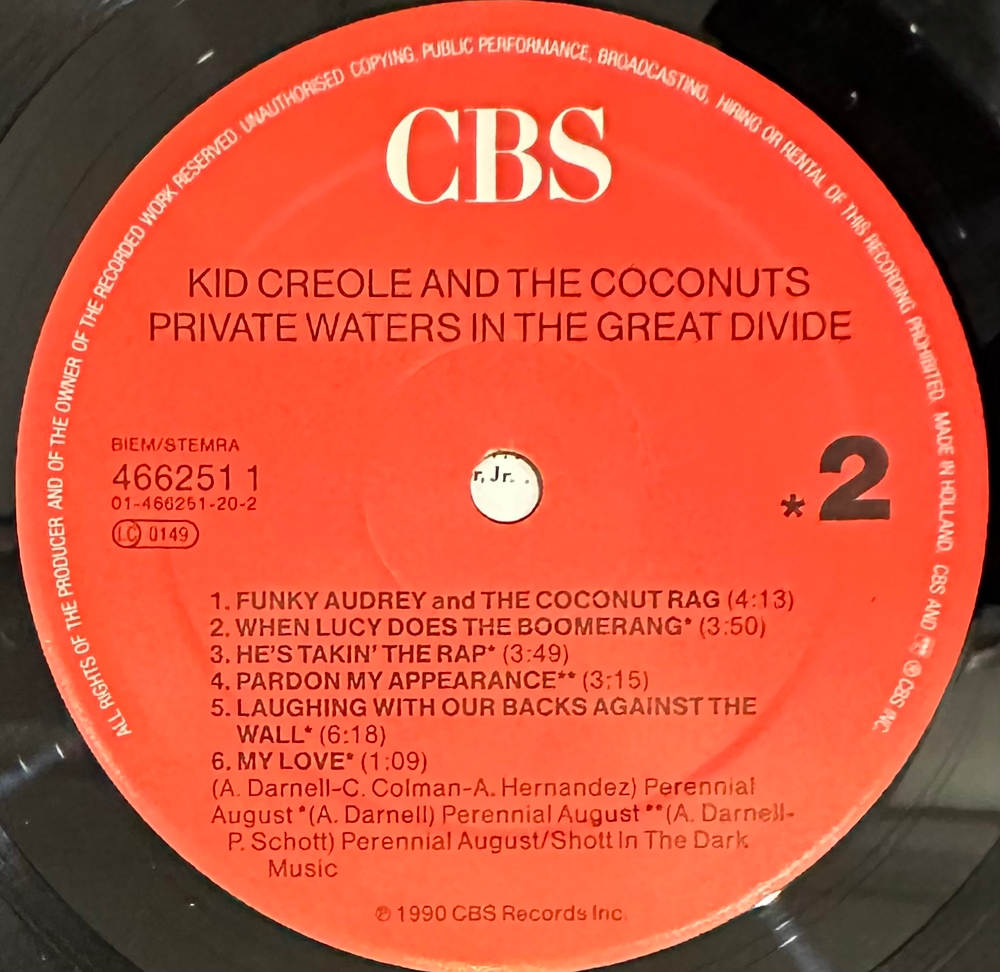 ALL RIGHTS OF THE PRODUCER AND OF THE OWNER OF THE RECORDED WORK RESERVED. UNAUTHORISED COPYING, PUBLIC PERFORMANCE, BROADCASTING, HIRING OR RENTAL OF THIS RECORDING PROHIBITED. MADE IN HOLLAND. CBS AND ℗ CBS INC.
CBS
KID CREOLE AND THE COCONUTS
PRIVATE WATERS IN THE GREAT DIVIDE
BIEM/STEMRA
466251 1
01-466251-20-2
LC 0149
r, Jr. .
*2
1. FUNKY AUDREY and THE COCONUT RAG (4:13)
2. WHEN LUCY DOES THE BOOMERANG* (3:50)
3. HE'S TAKIN' THE RAP* (3:49)
4. PARDON MY APPEARANCE** (3:15)
5. LAUGHING WITH OUR BACKS AGAINST THE
WALL* (6:18)
6. MY LOVE* (1:09)
(A. Darnell-C. Colman-A. Hernandez) Perennial
August *(A. Darnell) Perennial August **(A. Darnell-
P. Schott) Perennial August/Shott In The Dark
Music
℗ 1990 CBS Records Inc.